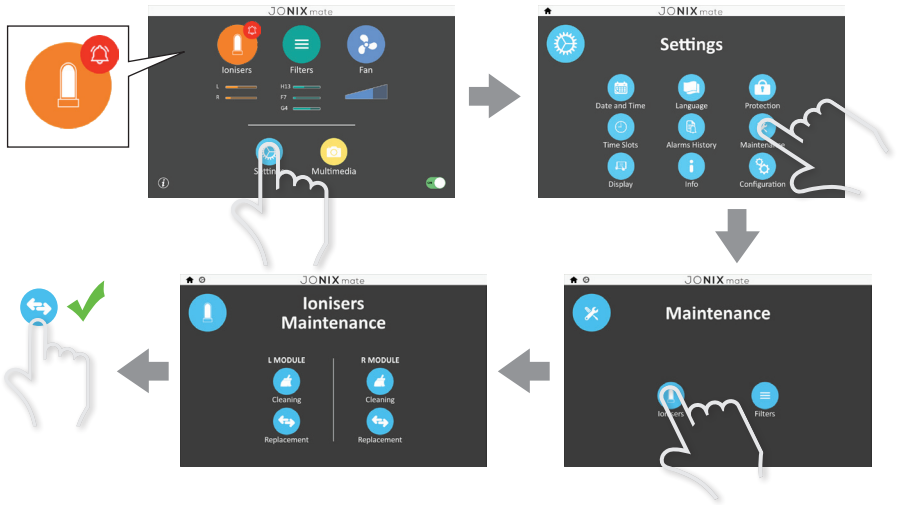 JONIX mate
Ionisers
Filters
Fan
L
R
H13
F7
G4
Settin
Multimedia
i
ON
JONIX mate
Settings
Date and Time
Language
Protection
Time Slots
Alarms History
Maintenance
Display
Info
Configuration
JONIX mate
Ionisers
Maintenance
L MODULE
R MODULE
Cleaning
Cleaning
Replacement
Replacement
JONIX mate
Maintenance
Ionisers
Filters